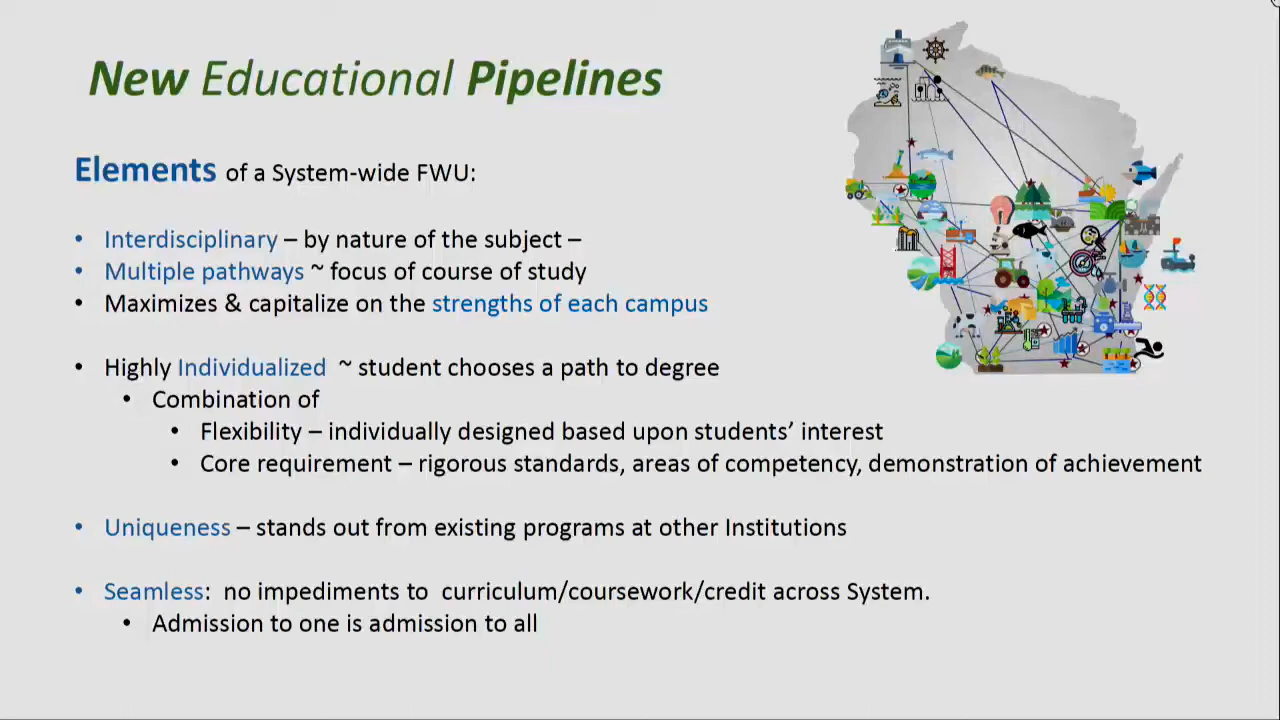 New Educational Pipelines
Elements of a System-wide FWU:
• Interdisciplinary – by nature of the subject –
• Multiple pathways ~ focus of course of study
• Maximizes & capitalize on the strengths of each campus
• Highly Individualized ~ student chooses a path to degree
• Combination of
• Flexibility – individually designed based upon students’ interest
• Core requirement – rigorous standards, areas of competency, demonstration of achievement
• Uniqueness – stands out from existing programs at other Institutions
• Seamless: no impediments to curriculum/coursework/credit across System.
• Admission to one is admission to all